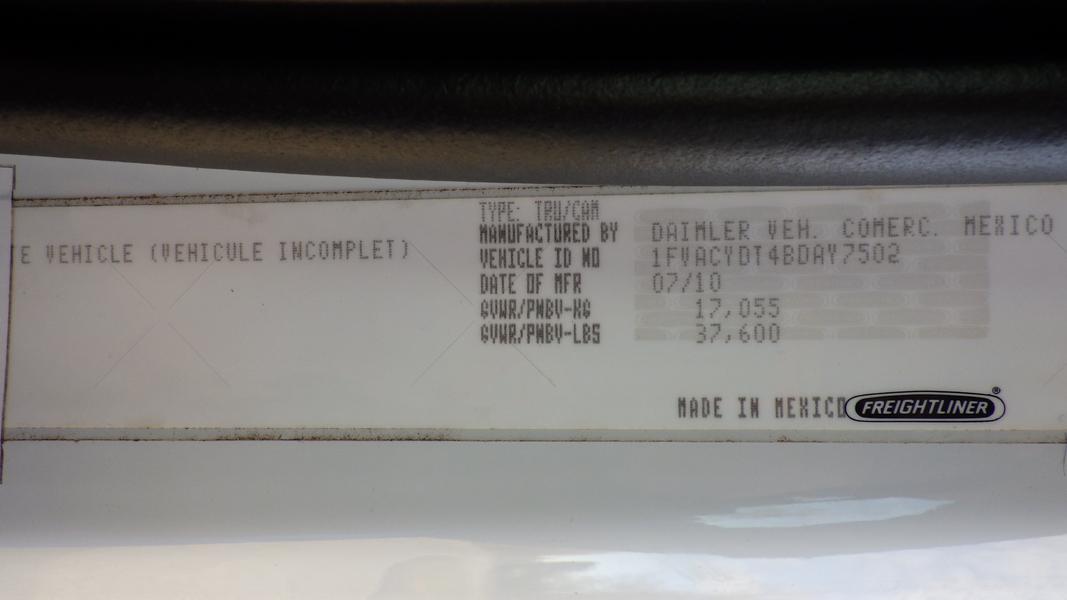 E VEHICLE (VEHICULE INCOMPLET)
TYPE: TRU/CAM
MANUFACTURED BY DAIMLER VEH. COMERC. MEXICO
VEHICLE ID NO 1FVACYDT4BDAY7502
DATE OF MFR 07/10
GVWR/PNBV-KG 17,055
GVWR/PNBV-LBS 37,600
MADE IN MEXICO FREIGHTLINER®